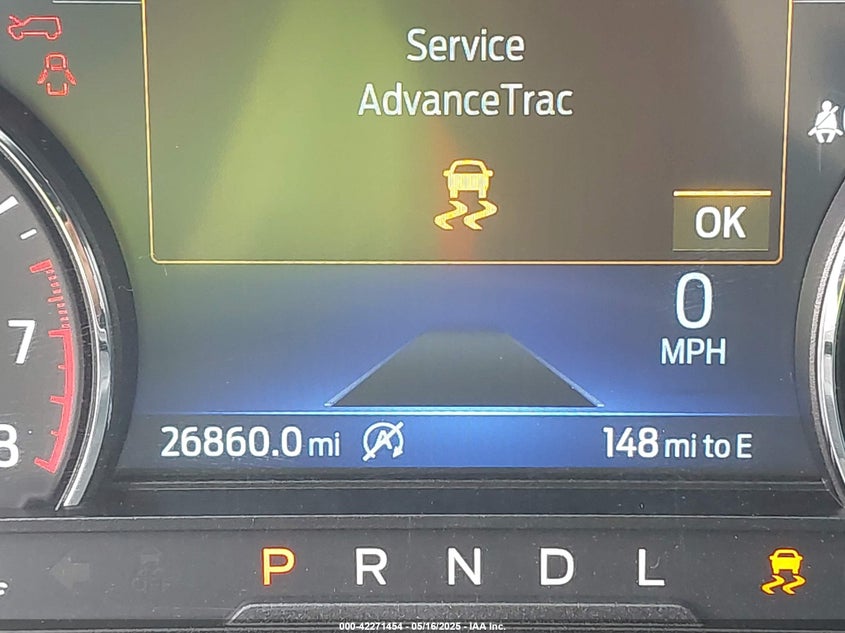 Service
AdvanceTrac
OK
0
MPH
7
8
26860.0 mi
148 mi to E
P R N D L
000-42271454 - 05/16/2025 - IAA Inc.